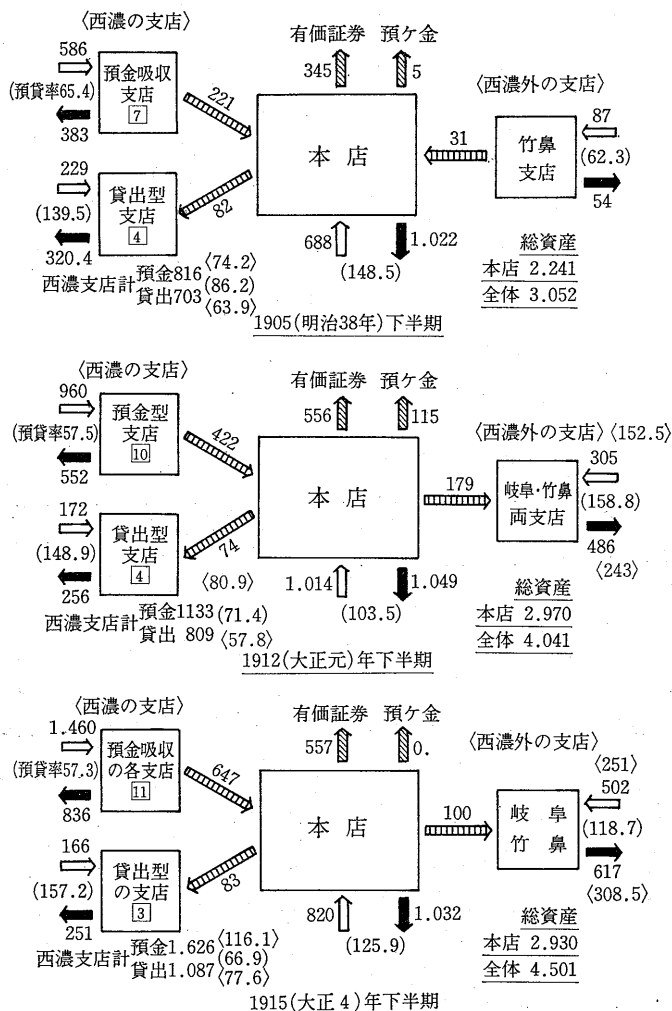 〈西濃の支店〉
有価証券 預ケ金
586
345
5
〈西濃外の支店〉
(預貸率65.4)
預金吸収
支店
7
221
383
本店
31
竹鼻
支店
87
(62.3)
54
229
(139.5)
320.4
貸出型
支店
4
82
688
1.022
(148.5)
総資産
本店 2.241
全体 3.052
西濃支店計
預金816〈74.2〉
(86.2)
貸出703〈63.9〉
1905(明治38年)下半期
〈西濃の支店〉
有価証券 預ケ金
960
556
115
〈西濃外の支店〉〈152.5〉
(預貸率57.5)
預金型
支店
10
422
552
本店
179
岐阜・竹鼻
両支店
305
(158.8)
486
〈243〉
172
(148.9)
256
貸出型
支店
4
74
1.014
1.049
(103.5)
総資産
本店 2.970
全体 4.041
西濃支店計
〈80.9〉
預金1133(71.4)
貸出 809〈57.8〉
1912(大正元)年下半期
〈西濃の支店〉
有価証券 預ケ金
1.460
557
0.
〈西濃外の支店〉
(預貸率57.3)
預金吸収
の各支店
11
647
836
本店
100
岐阜
竹鼻
〈251〉
502
(118.7)
617
〈308.5〉
166
(157.2)
251
貸出型
の支店
3
83
820
1.032
(125.9)
総資産
本店 2.930
全体 4.501
西濃支店計
預金1.626〈116.1〉
(66.9)
貸出1.087〈77.6〉
1915(大正4)年下半期